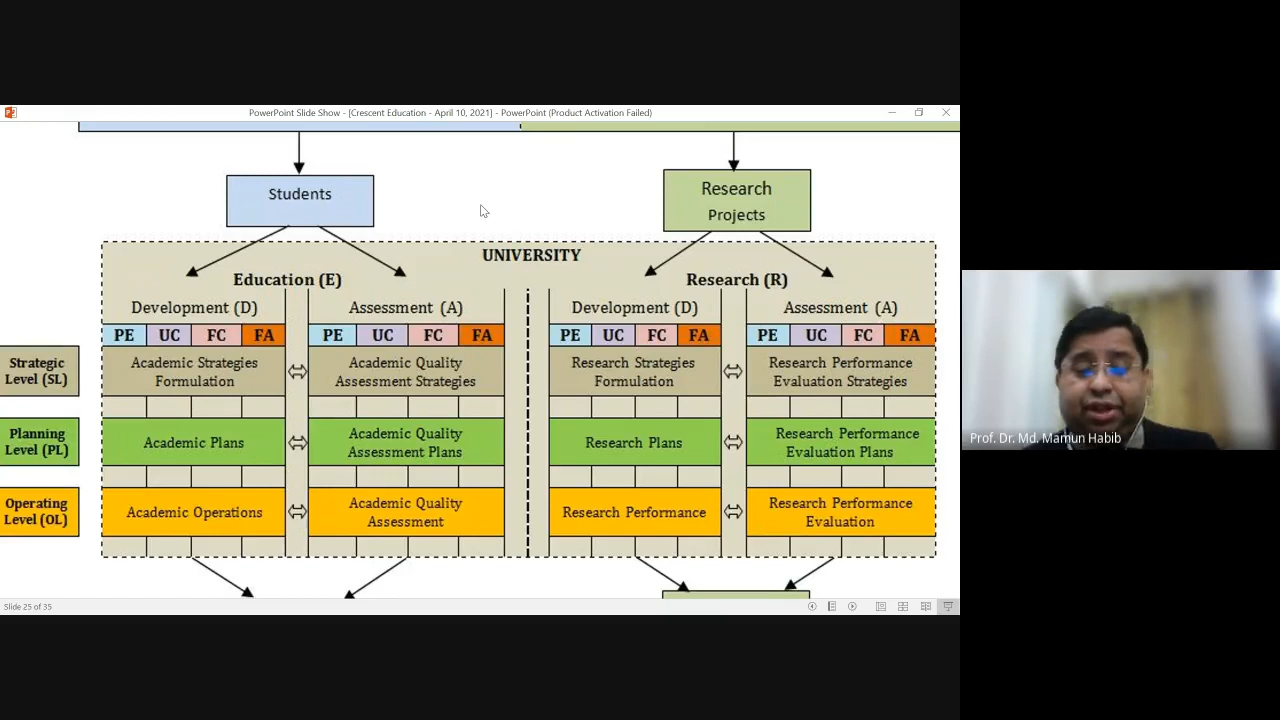 PowerPoint Slide Show - [Crescent Education - April 10, 2021] - PowerPoint (Product Activation Failed)
Students
Research
Projects
UNIVERSITY
Education (E)
Research (R)
Development (D)
Assessment (A)
Development (D)
Assessment (A)
PE UC FC FA PE UC FC FA PE UC FC FA PE UC FC FA
Strategic
Level (SL)
Academic Strategies
Formulation
Academic Quality
Assessment Strategies
Research Strategies
Formulation
Research Performance
Evaluation Strategies
Planning
Level (PL)
Academic Plans
Academic Quality
Assessment Plans
Research Plans
Research Performance
Evaluation Plans
Operating
Level (OL)
Academic Operations
Academic Quality
Assessment
Research Performance
Research Performance
Evaluation
Slide 25 of 35
Prof. Dr. Md. Mamun Habib